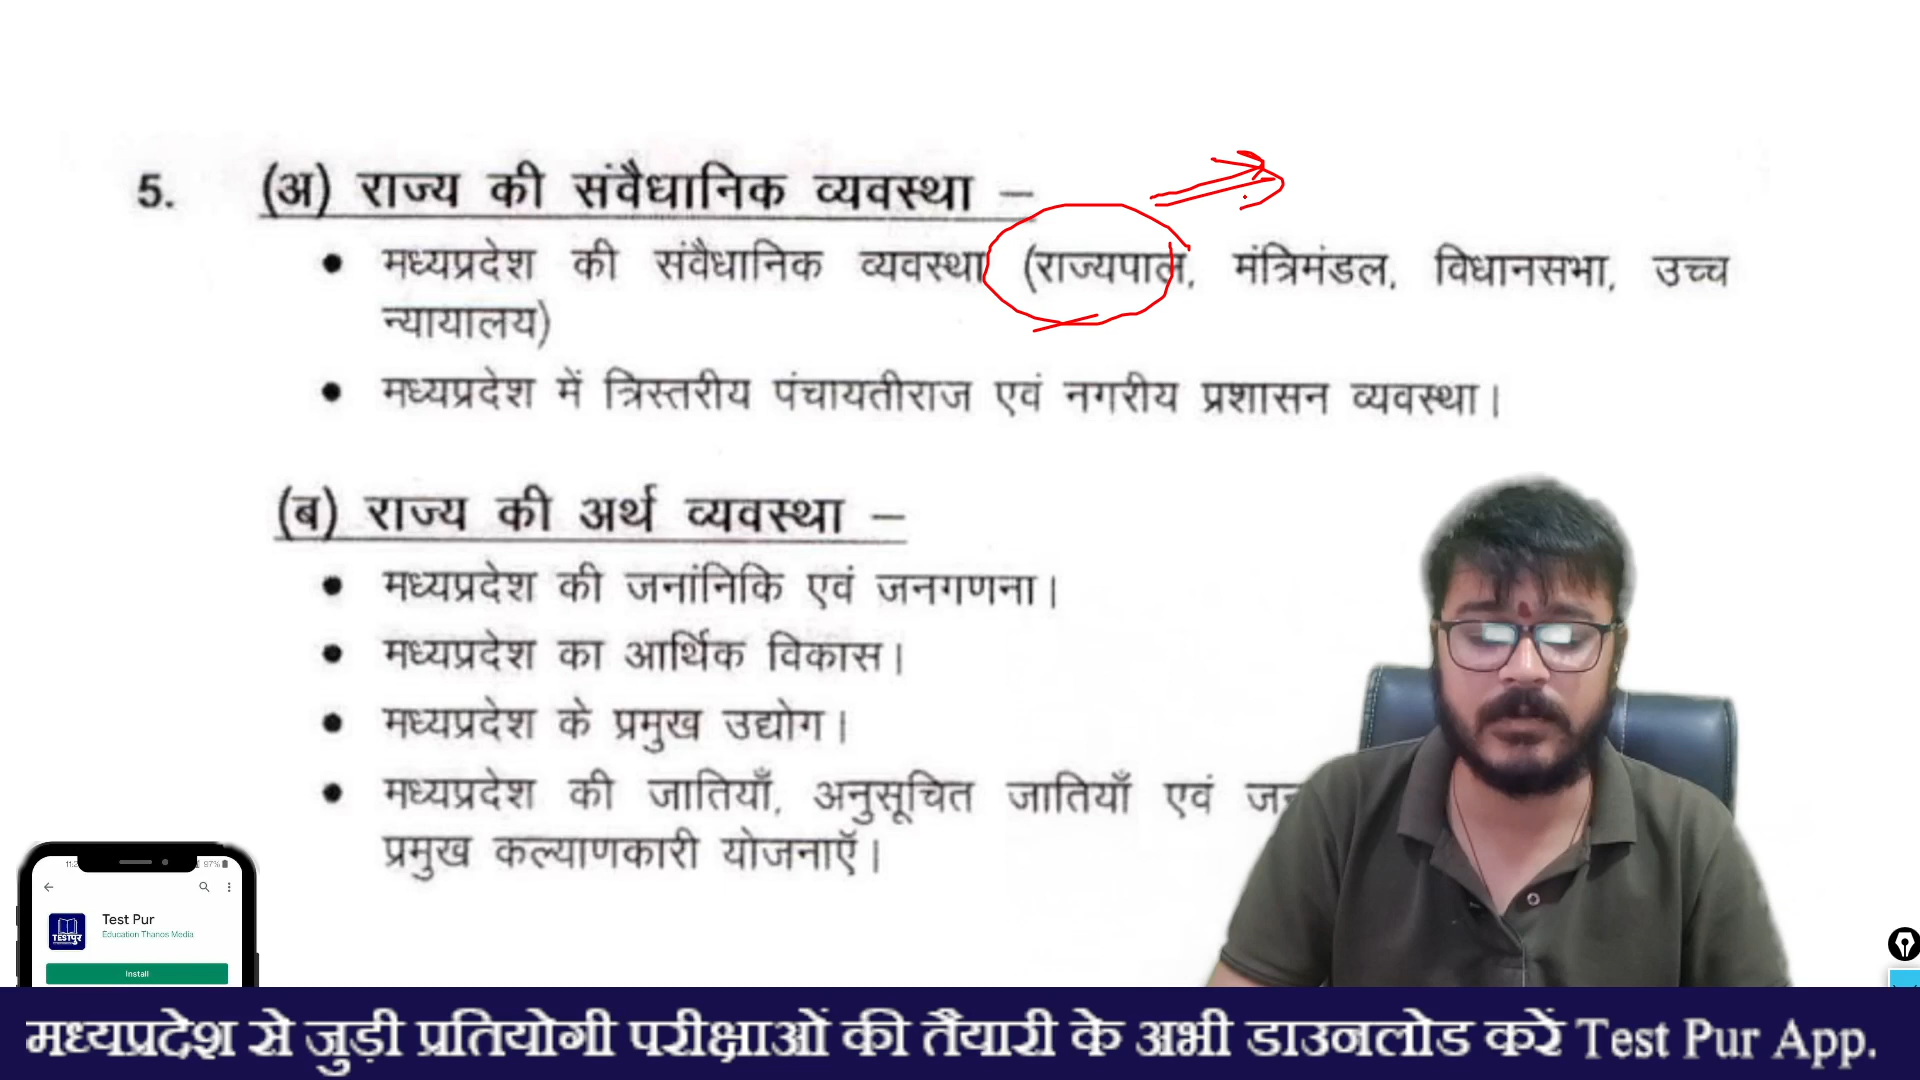 5. (अ) राज्य की संवैधानिक व्यवस्था –
• मध्यप्रदेश की संवैधानिक व्यवस्था (राज्यपाल, मंत्रिमंडल, विधानसभा, उच्च
न्यायालय)
• मध्यप्रदेश में त्रिस्तरीय पंचायतीराज एवं नगरीय प्रशासन व्यवस्था।
(ब) राज्य की अर्थ व्यवस्था –
• मध्यप्रदेश की जनांनिकि एवं जनगणना।
• मध्यप्रदेश का आर्थिक विकास।
• मध्यप्रदेश के प्रमुख उद्योग।
• मध्यप्रदेश की जातियाँ, अनुसूचित जातियाँ एवं
प्रमुख कल्याणकारी योजनाएँ।
97%
Test Pur
Education Thanos Media
TESTपुर
Install
मध्यप्रदेश से जुड़ी प्रतियोगी परीक्षाओं की तैयारी के अभी डाउनलोड करें Test Pur App.